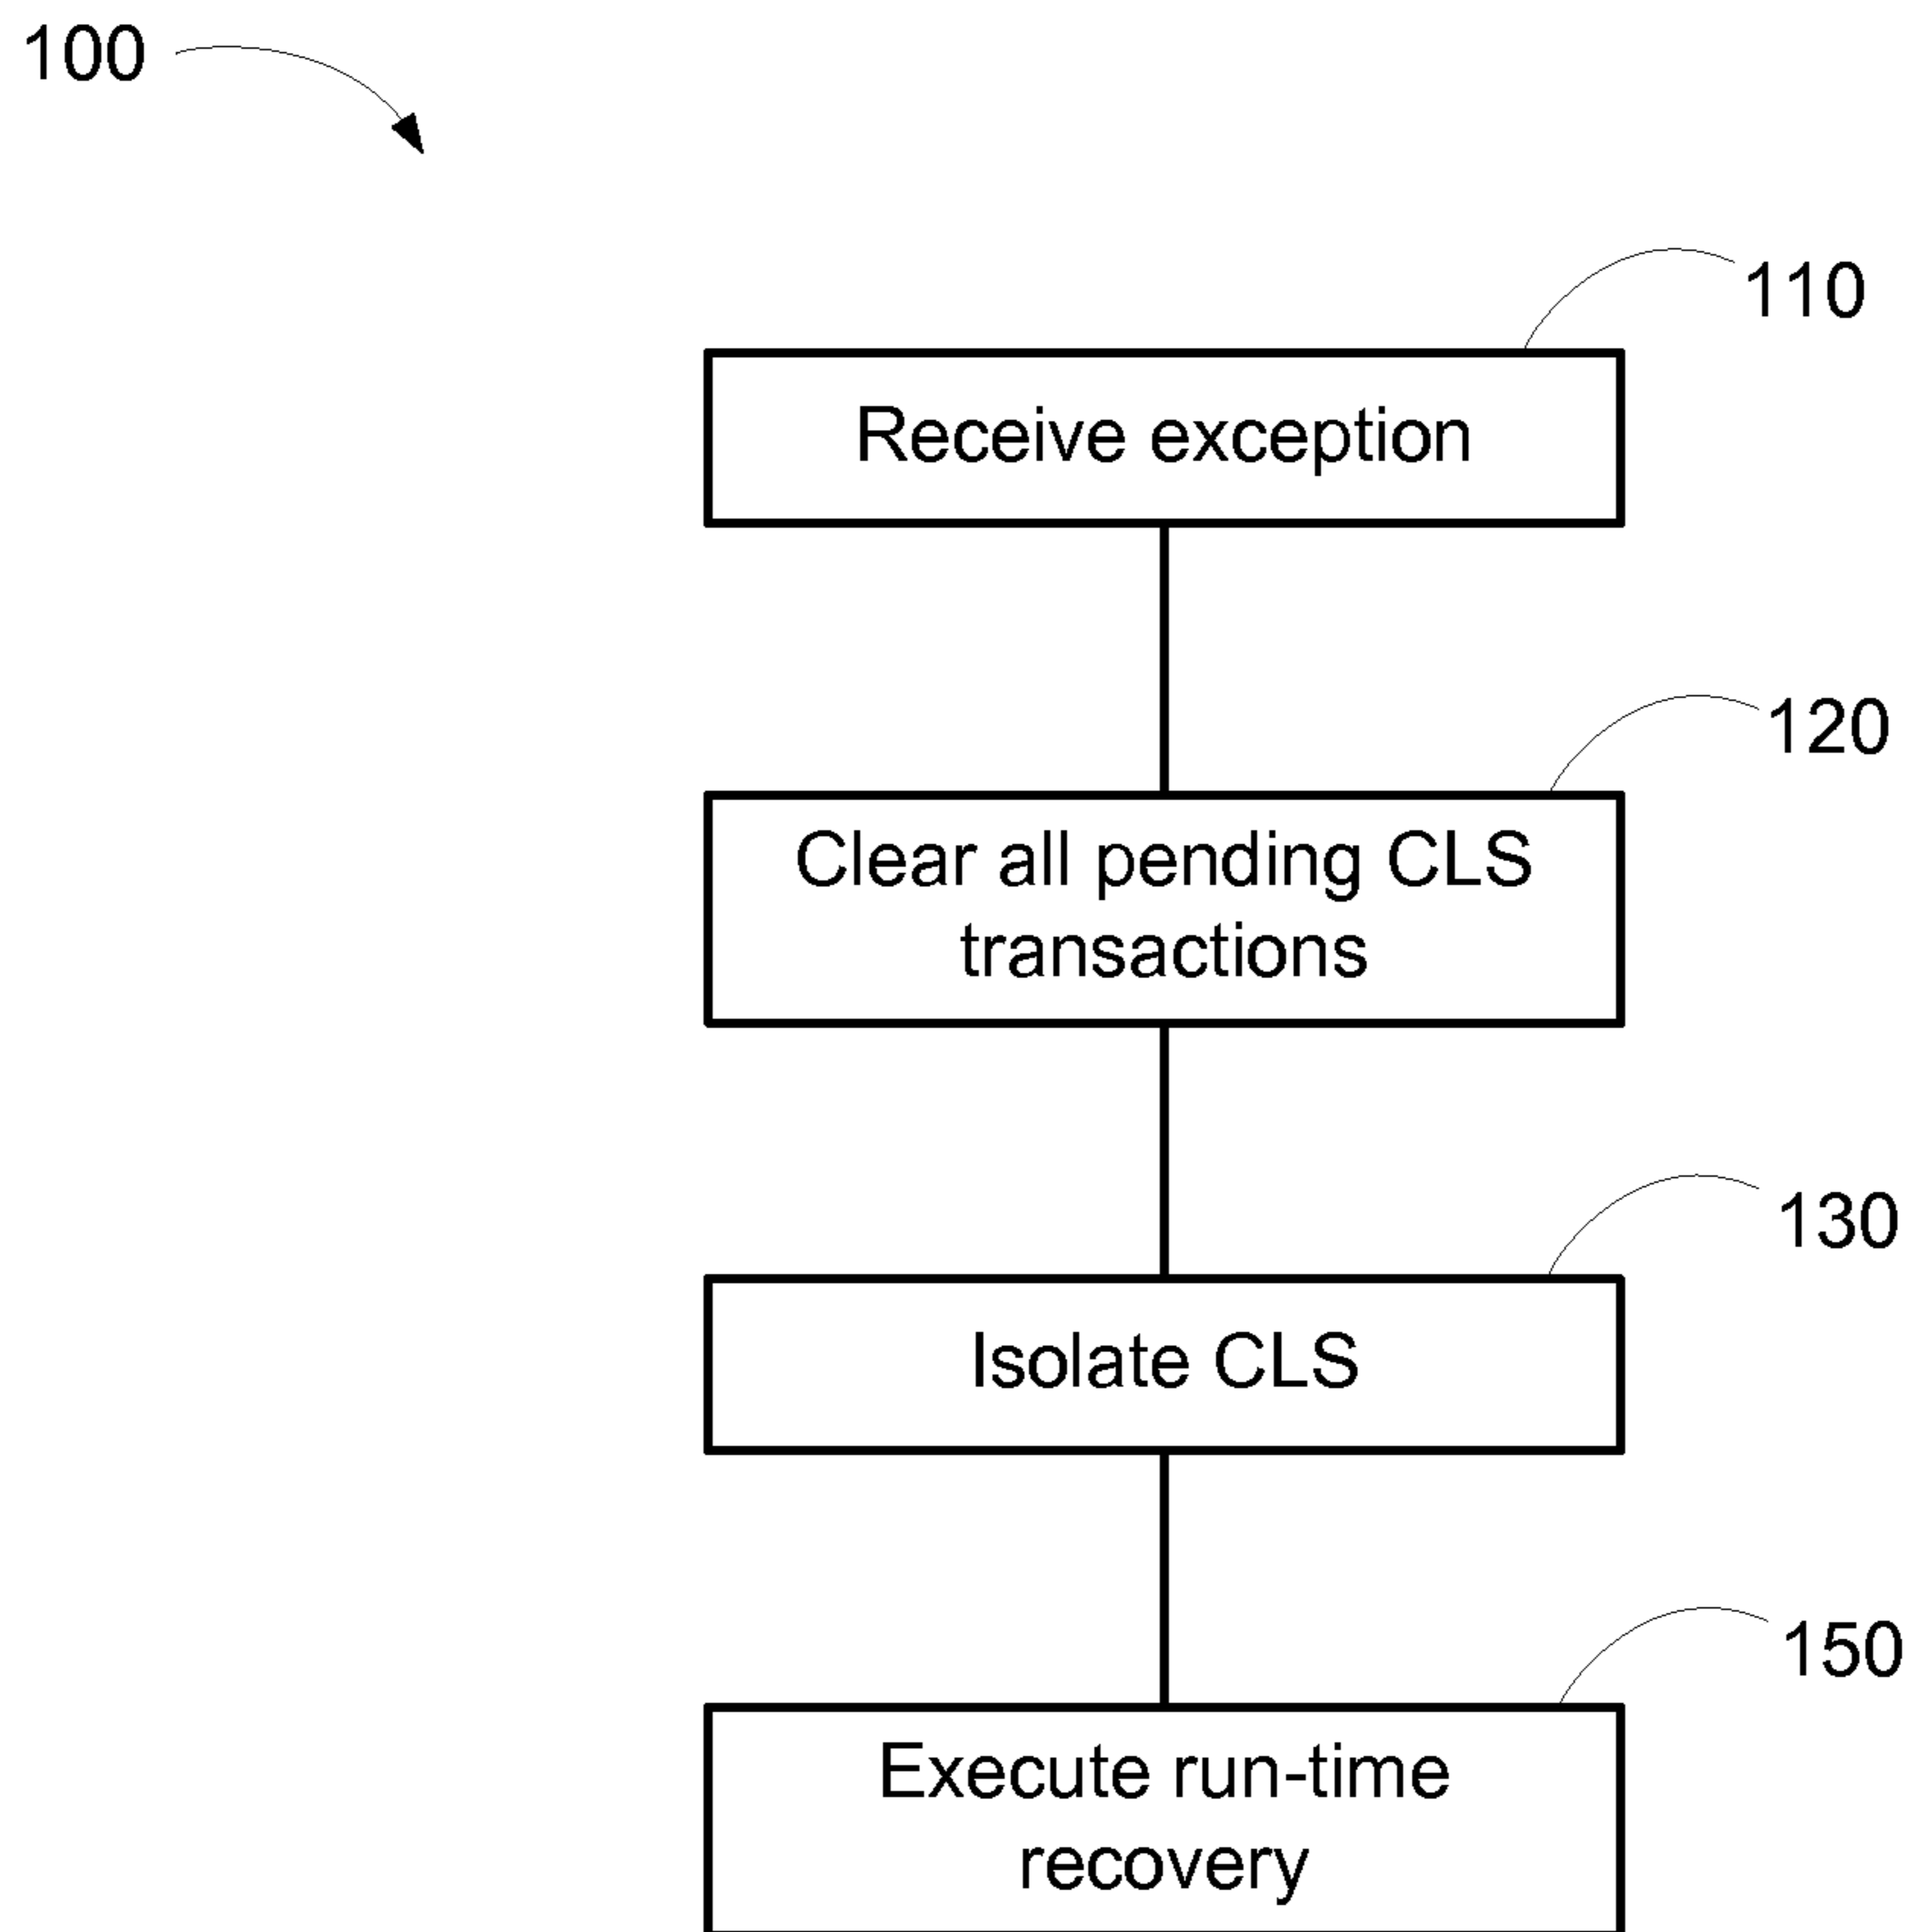 100
110
Receive exception
120
Clear all pending CLS
transactions
130
Isolate CLS
150
Execute run-time
recovery